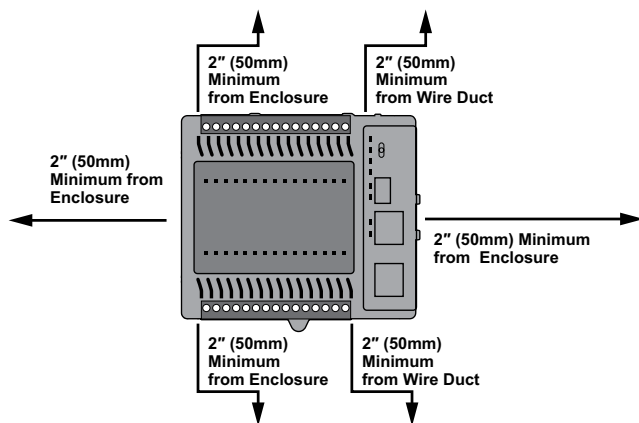 2″ (50mm)
Minimum
from Enclosure
2″ (50mm)
Minimum
from Wire Duct
2″ (50mm)
Minimum from
Enclosure
2″ (50mm) Minimum
from Enclosure
2″ (50mm)
Minimum
from Enclosure
2″ (50mm)
Minimum
from Wire Duct